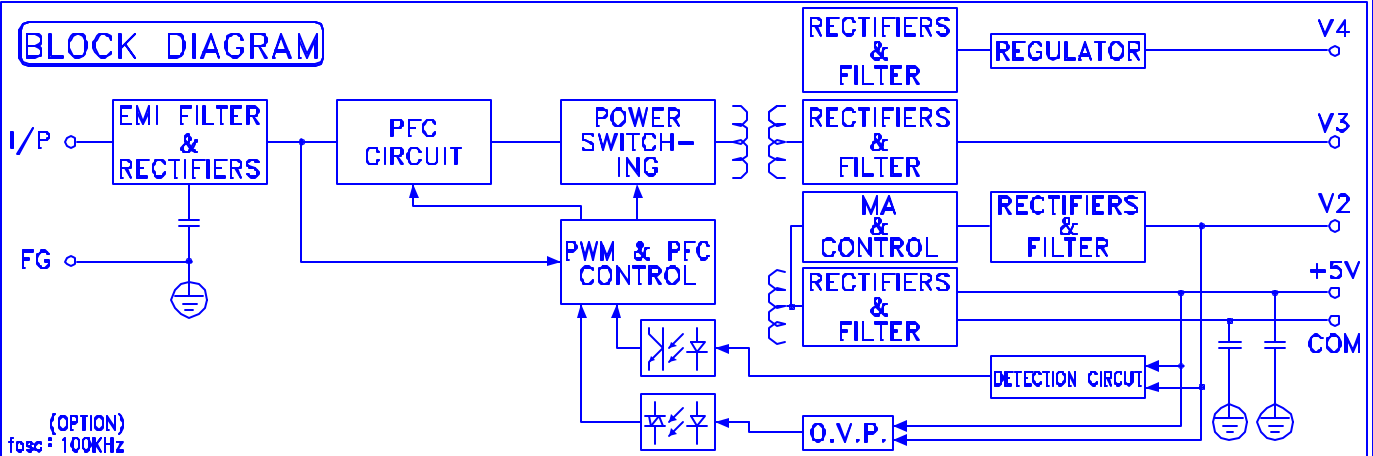 BLOCK DIAGRAM
I/P
EMI FILTER
&
RECTIFIERS
PFC
CIRCUIT
POWER
SWITCH-
ING
RECTIFIERS
&
FILTER
REGULATOR
V4
RECTIFIERS
&
FILTER
V3
MA
&
CONTROL
RECTIFIERS
&
FILTER
V2
FG
PWM & PFC
CONTROL
RECTIFIERS
&
FILTER
+5V
COM
DETECTION CIRCUT
O.V.P.
(OPTION)
fosc : 100KHz